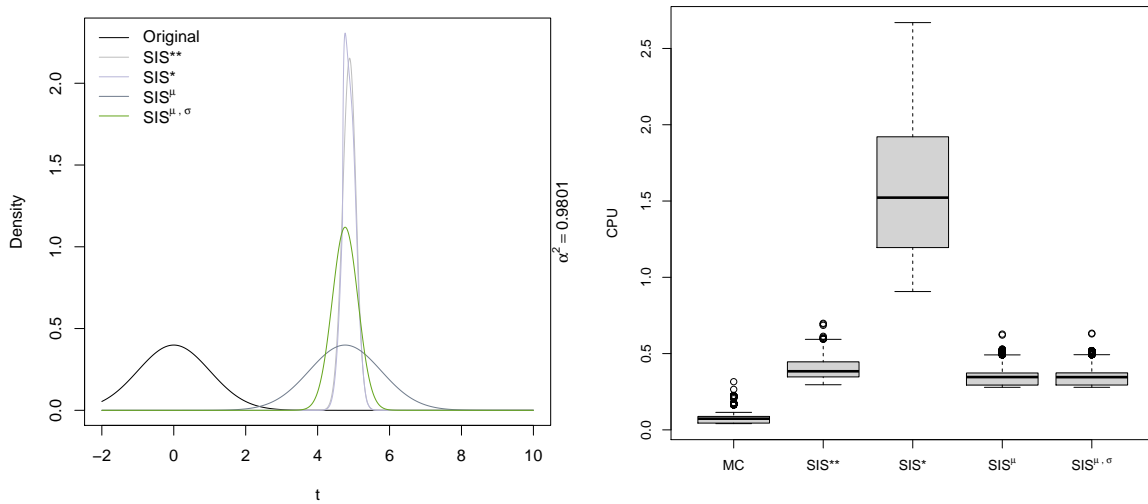 Original
SIS**
SIS*
SIS^μ
SIS^μ , σ
Density
0.0
0.5
1.0
1.5
2.0
−2 0 2 4 6 8 10
t
α² = 0.9801
CPU
0.0
0.5
1.0
1.5
2.0
2.5
MC SIS** SIS* SIS^μ SIS^μ , σ